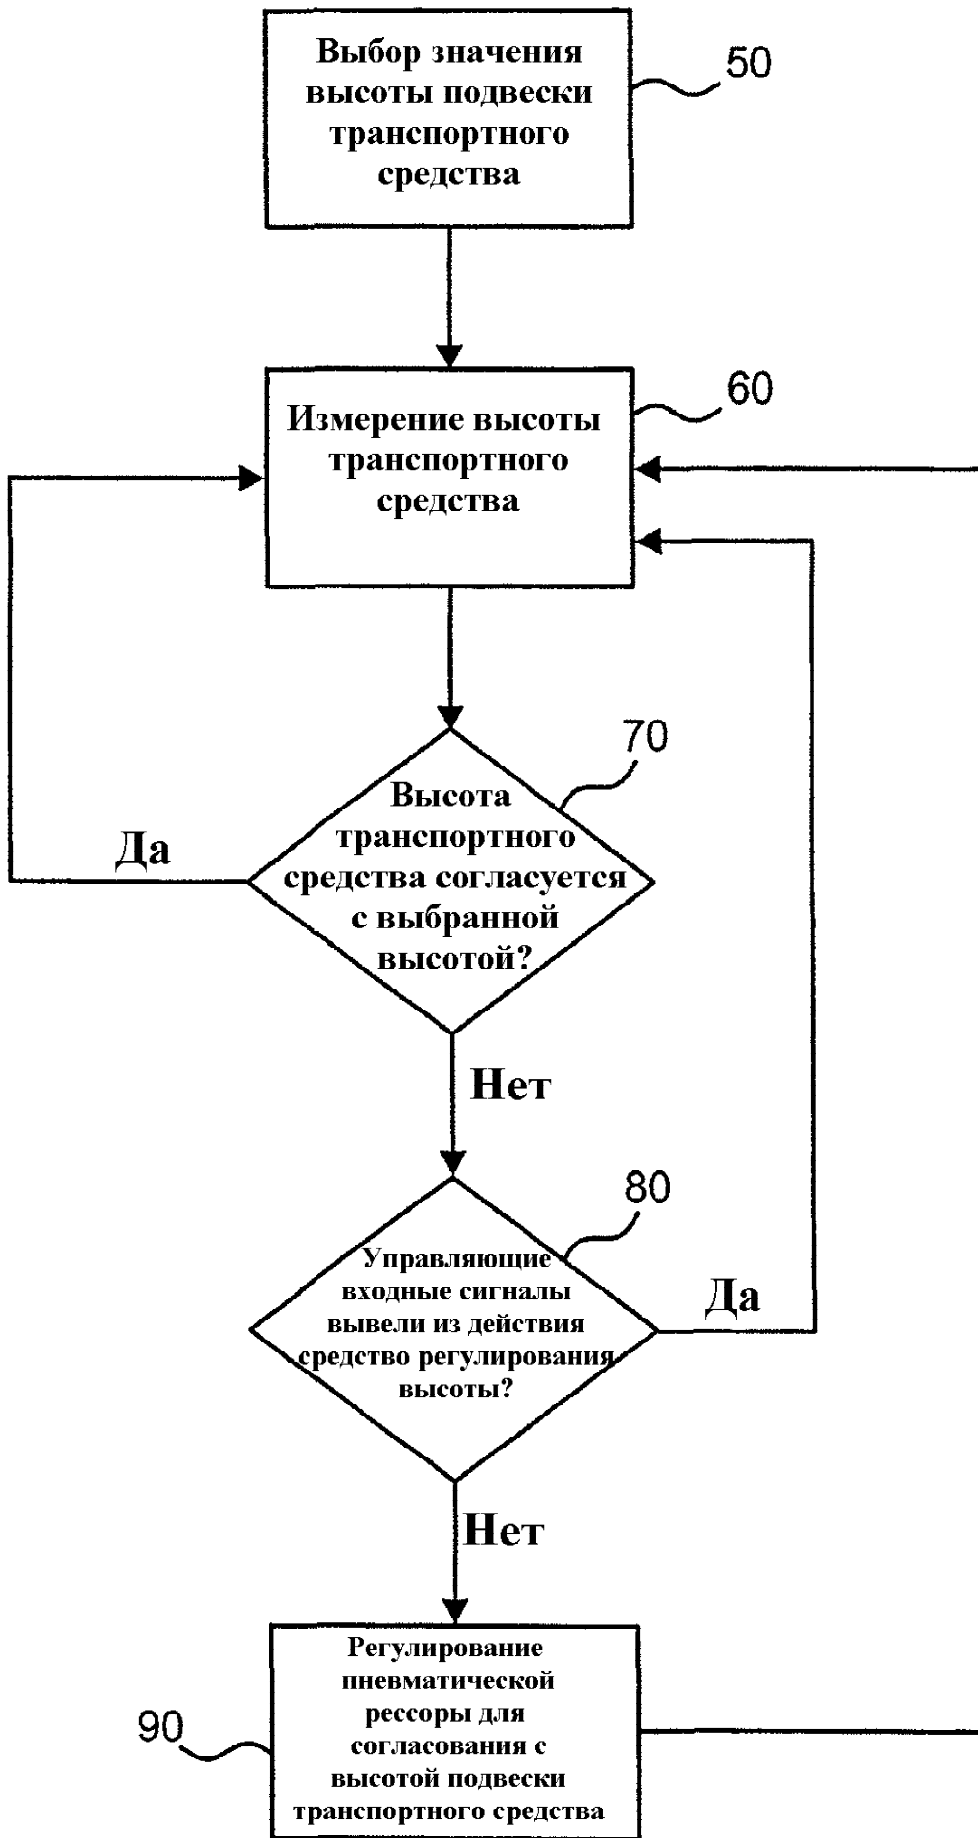 Выбор значения
высоты подвески
транспортного
средства
50
Измерение высоты
транспортного
средства
60
70
Высота
транспортного
средства согласуется
с выбранной
высотой?
Да
Нет
80
Управляющие
входные сигналы
вывели из действия
средство регулирования
высоты?
Да
Нет
Регулирование
пневматической
рессоры для
согласования с
высотой подвески
транспортного средства
90